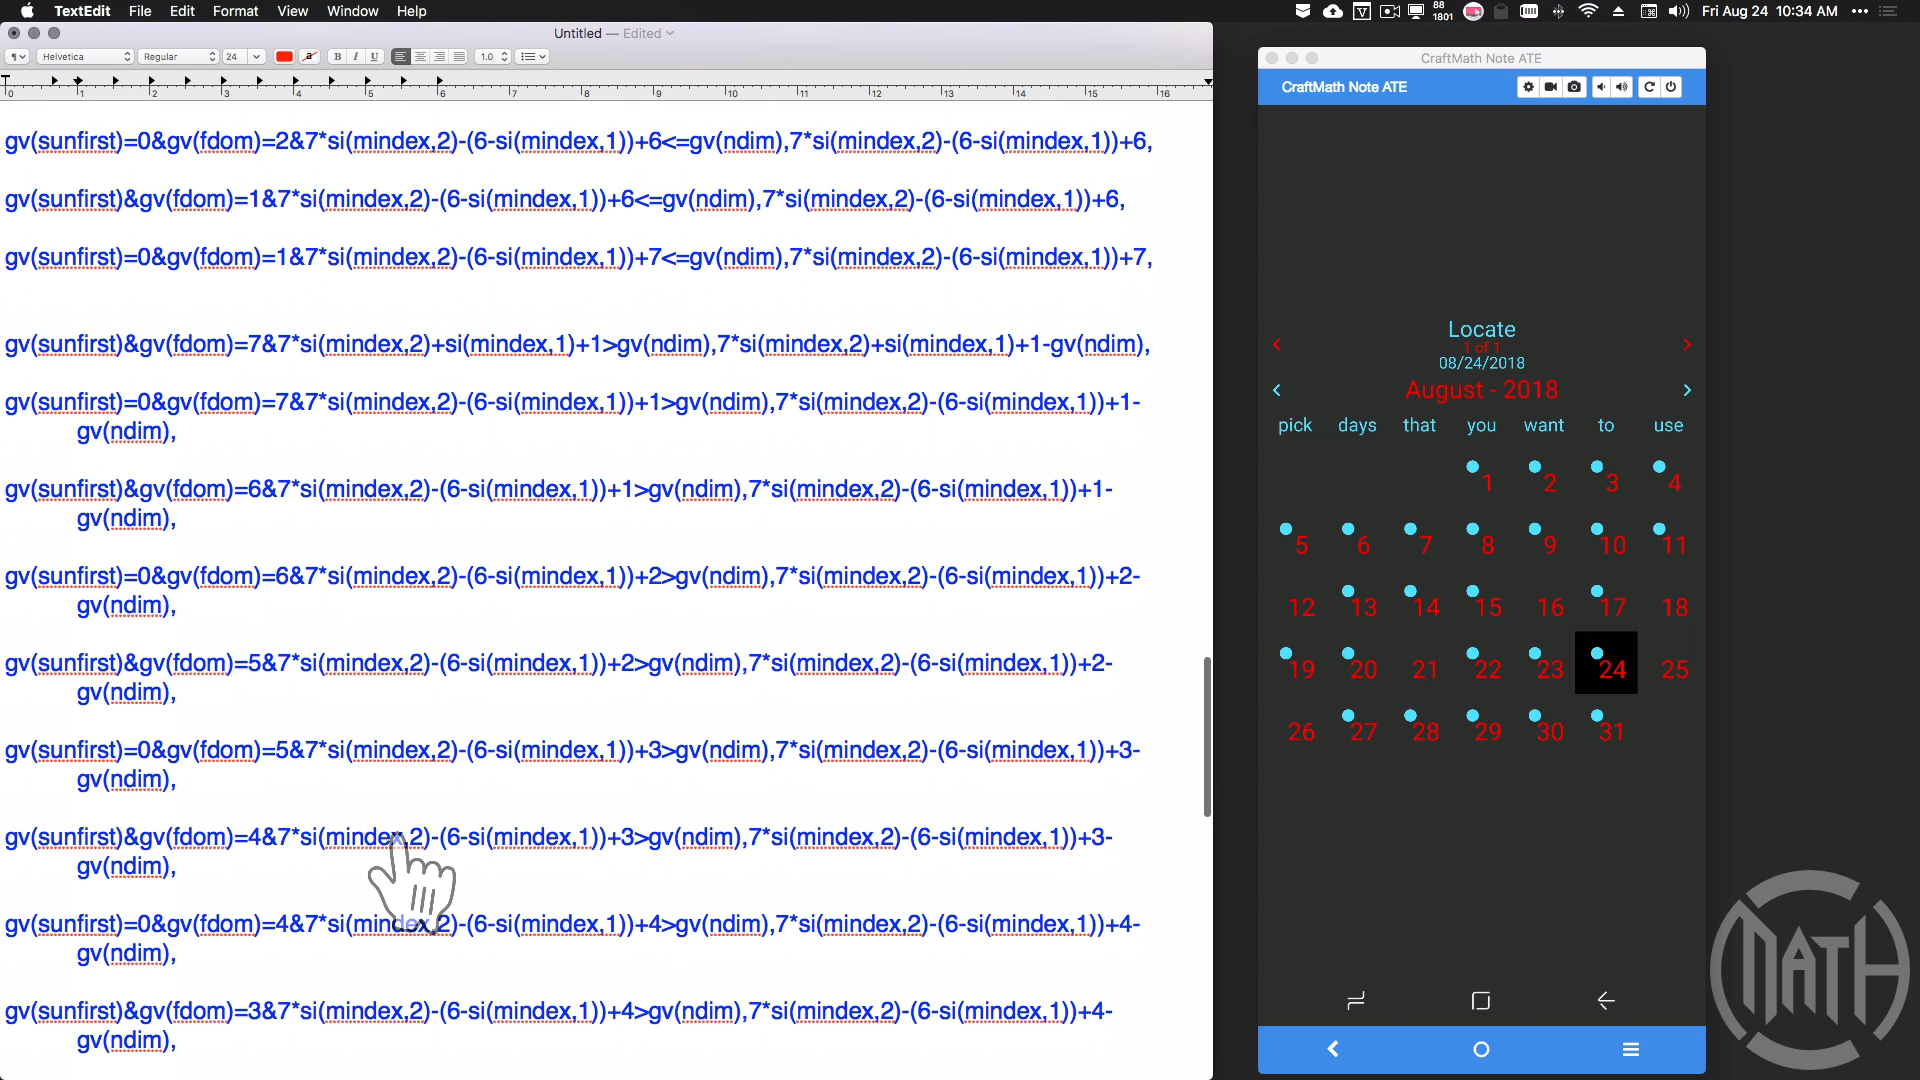 TextEdit File Edit Format View Window Help
88
1801
Fri Aug 24 10:34 AM
Untitled — Edited
Helvetica Regular 24 a B I U 1.0
0 1 2 3 4 5 6 7 8 9 10 11 12 13 14 15 16
gv(sunfirst)=0&gv(fdom)=2&7*si(mindex,2)-(6-si(mindex,1))+6<=gv(ndim),7*si(mindex,2)-(6-si(mindex,1))+6,
gv(sunfirst)&gv(fdom)=1&7*si(mindex,2)-(6-si(mindex,1))+6<=gv(ndim),7*si(mindex,2)-(6-si(mindex,1))+6,
gv(sunfirst)=0&gv(fdom)=1&7*si(mindex,2)-(6-si(mindex,1))+7<=gv(ndim),7*si(mindex,2)-(6-si(mindex,1))+7,
gv(sunfirst)&gv(fdom)=7&7*si(mindex,2)+si(mindex,1)+1>gv(ndim),7*si(mindex,2)+si(mindex,1)+1-gv(ndim),
gv(sunfirst)=0&gv(fdom)=7&7*si(mindex,2)-(6-si(mindex,1))+1>gv(ndim),7*si(mindex,2)-(6-si(mindex,1))+1-
gv(ndim),
gv(sunfirst)&gv(fdom)=6&7*si(mindex,2)-(6-si(mindex,1))+1>gv(ndim),7*si(mindex,2)-(6-si(mindex,1))+1-
gv(ndim),
gv(sunfirst)=0&gv(fdom)=6&7*si(mindex,2)-(6-si(mindex,1))+2>gv(ndim),7*si(mindex,2)-(6-si(mindex,1))+2-
gv(ndim),
gv(sunfirst)&gv(fdom)=5&7*si(mindex,2)-(6-si(mindex,1))+2>gv(ndim),7*si(mindex,2)-(6-si(mindex,1))+2-
gv(ndim),
gv(sunfirst)=0&gv(fdom)=5&7*si(mindex,2)-(6-si(mindex,1))+3>gv(ndim),7*si(mindex,2)-(6-si(mindex,1))+3-
gv(ndim),
gv(sunfirst)&gv(fdom)=4&7*si(mindex,2)-(6-si(mindex,1))+3>gv(ndim),7*si(mindex,2)-(6-si(mindex,1))+3-
gv(ndim),
gv(sunfirst)=0&gv(fdom)=4&7*si(mindex,2)-(6-si(mindex,1))+4>gv(ndim),7*si(mindex,2)-(6-si(mindex,1))+4-
gv(ndim),
gv(sunfirst)&gv(fdom)=3&7*si(mindex,2)-(6-si(mindex,1))+4>gv(ndim),7*si(mindex,2)-(6-si(mindex,1))+4-
gv(ndim),
CraftMath Note ATE
CraftMath Note ATE
Locate
1 of 1
08/24/2018
August - 2018
pick days that you want to use
1 2 3 4
5 6 7 8 9 10 11
12 13 14 15 16 17 18
19 20 21 22 23 24 25
26 27 28 29 30 31
MATH